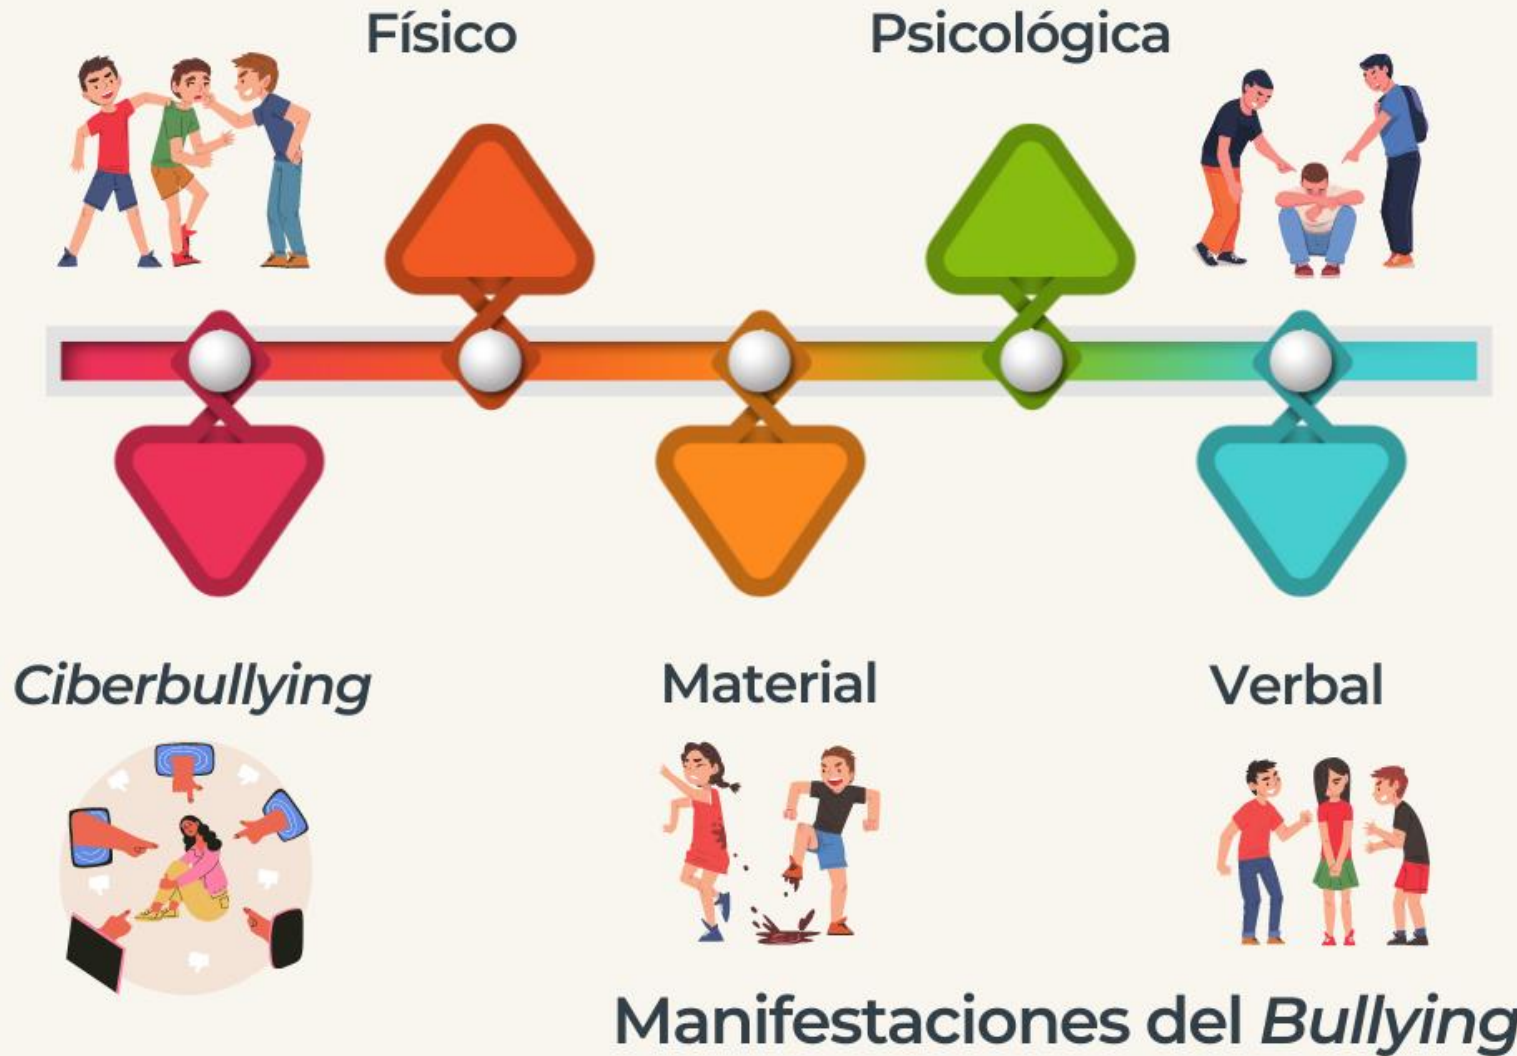 Físico
Psicológica
Ciberbullying
Material
Verbal
Manifestaciones del Bullying